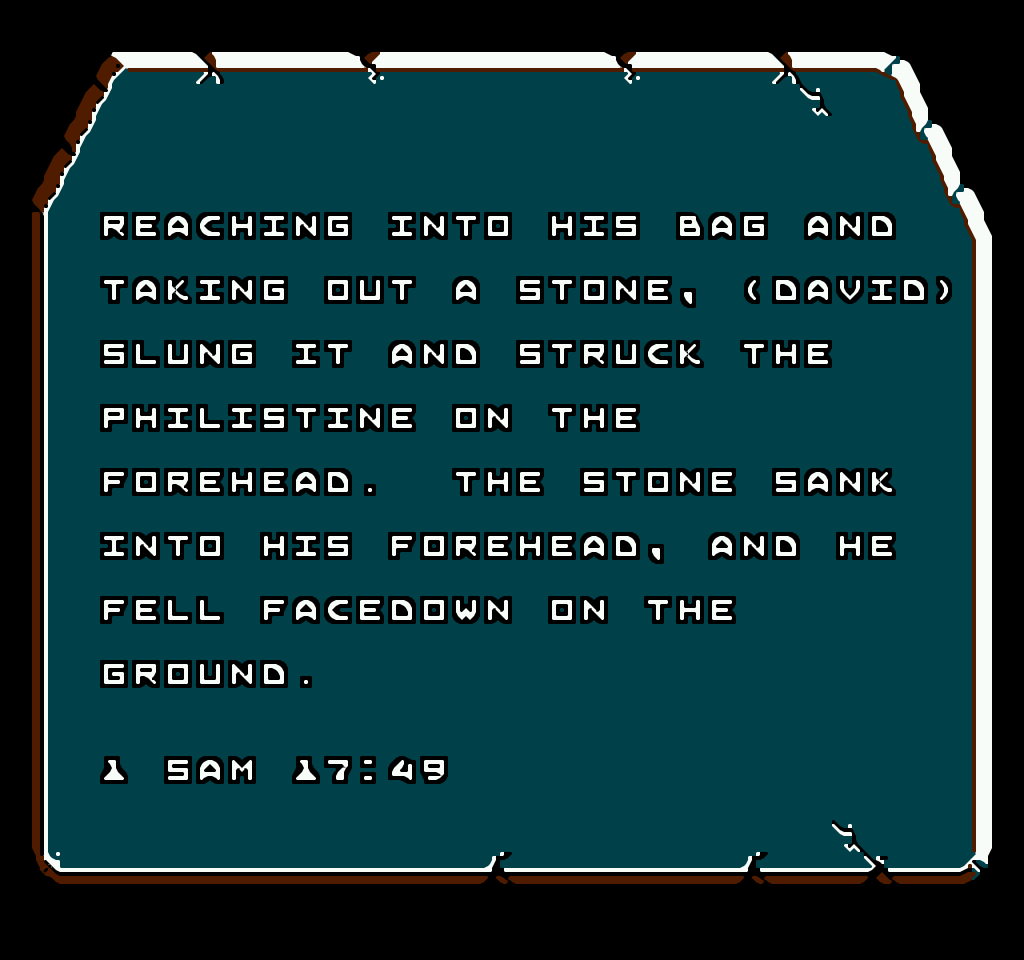 REACHING INTO HIS BAG AND
TAKING OUT A STONE, (DAVID)
SLUNG IT AND STRUCK THE
PHILISTINE ON THE
FOREHEAD.  THE STONE SANK
INTO HIS FOREHEAD, AND HE
FELL FACEDOWN ON THE
GROUND.
1 SAM 17:49